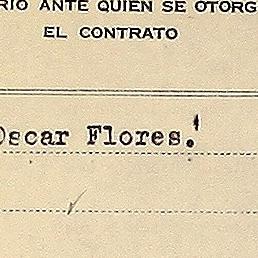 RIO ANTE QUIEN SE OTORG
EL CONTRATO
Oscar Flores.